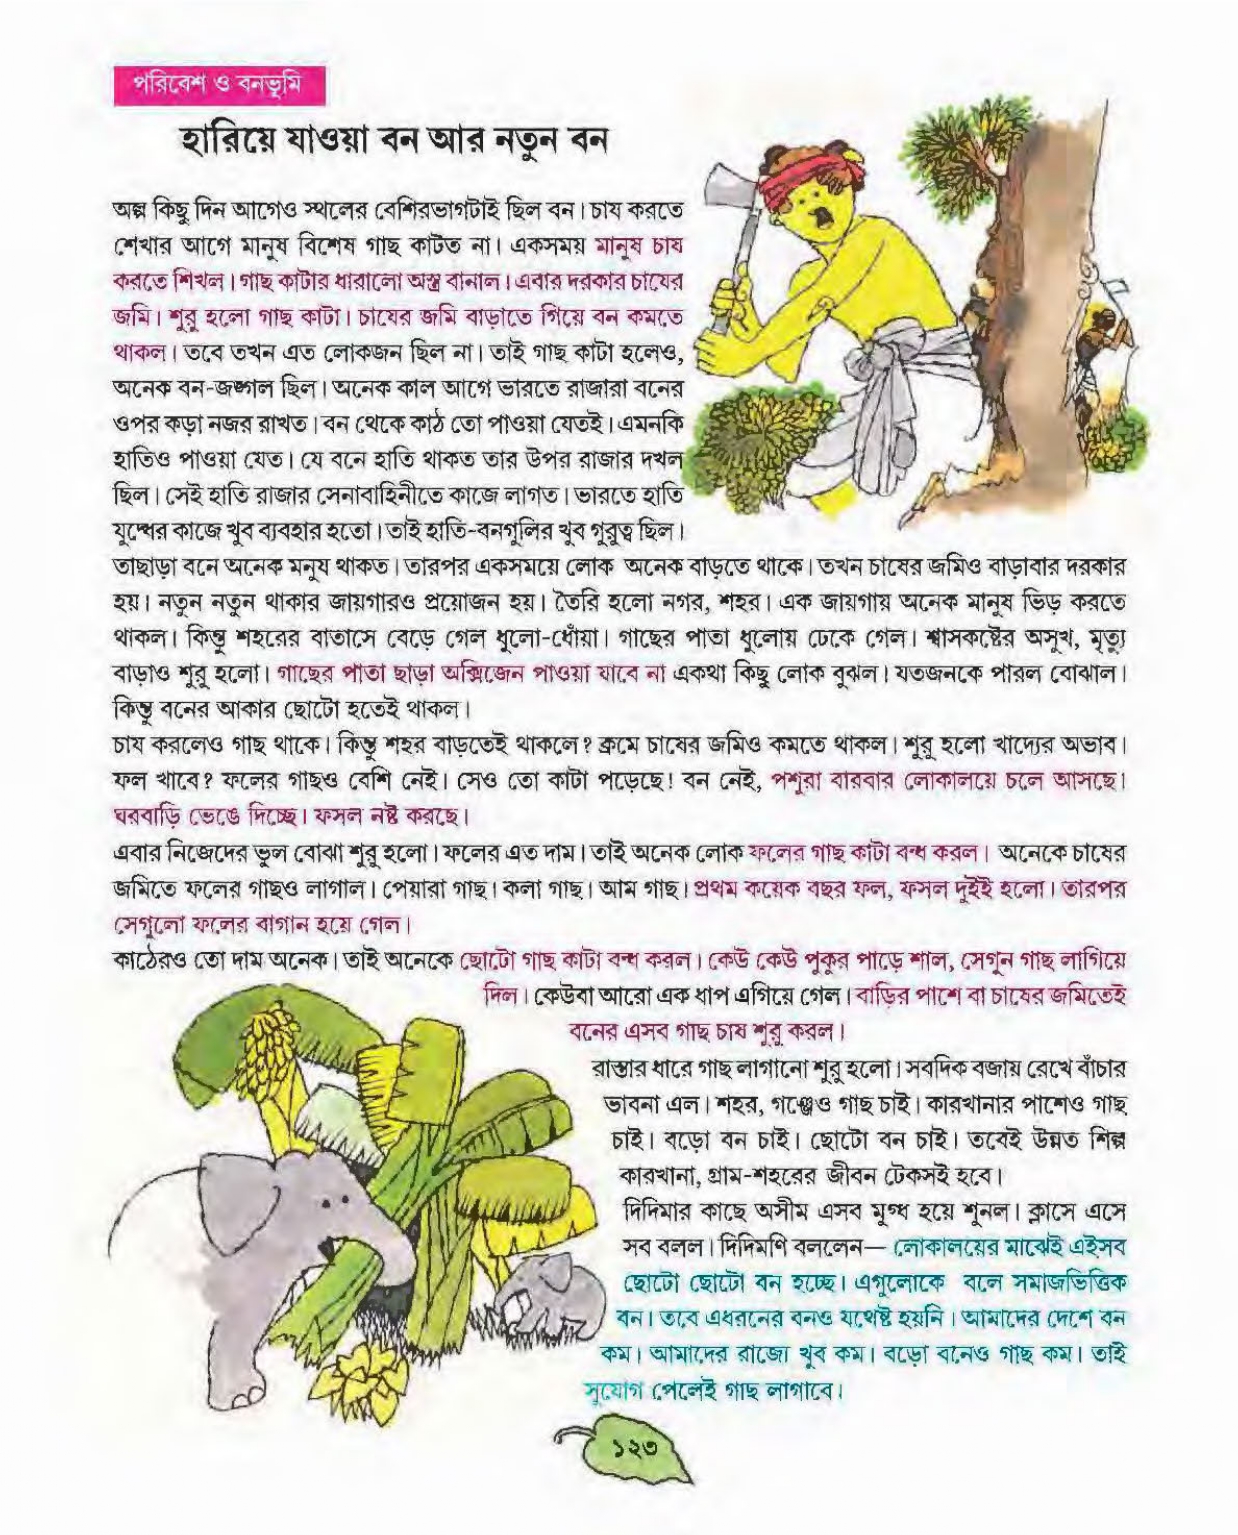 পরিবেশ ও বনভূমি
হারিয়ে যাওয়া বন আর নতুন বন
অল্প কিছু দিন আগেও স্থলের বেশিরভাগটাই ছিল বন। চাষ করতে
শেখার আগে মানুষ বিশেষ গাছ কাটত না। একসময় মানুষ চাষ
করতে শিখল। গাছ কাটার ধারালো অস্ত্র বানাল। এবার দরকার চাষের
জমি। শুরু হলো গাছ কাটা। চাষের জমি বাড়াতে গিয়ে বন কমতে
থাকল। তবে তখন এত লোকজন ছিল না। তাই গাছ কাটা হলেও,
অনেক বন-জঙ্গল ছিল। অনেক কাল আগে ভারতে রাজারা বনের
ওপর কড়া নজর রাখত। বন থেকে কাঠ তো পাওয়া যেতই। এমনকি
হাতিও পাওয়া যেত। যে বনে হাতি থাকত তার উপর রাজার দখল
ছিল। সেই হাতি রাজার সেনাবাহিনীতে কাজে লাগত। ভারতে হাতি
যুদ্ধের কাজে খুব ব্যবহার হতো। তাই হাতি-বনগুলির খুব গুরুত্ব ছিল।
তাছাড়া বনে অনেক মনুষ থাকত। তারপর একসময়ে লোক অনেক বাড়তে থাকে। তখন চাষের জমিও বাড়াবার দরকার
হয়। নতুন নতুন থাকার জায়গারও প্রয়োজন হয়। তৈরি হলো নগর, শহর। এক জায়গায় অনেক মানুষ ভিড় করতে
থাকল। কিন্তু শহরের বাতাসে বেড়ে গেল ধুলো-ধোঁয়া। গাছের পাতা ধুলোয় ঢেকে গেল। শ্বাসকষ্টের অসুখ, মৃত্যু
বাড়াও শুরু হলো। গাছের পাতা ছাড়া অক্সিজেন পাওয়া যাবে না একথা কিছু লোক বুঝল। যতজনকে পারল বোঝাল।
কিন্তু বনের আকার ছোটো হতেই থাকল।
চাষ করলেও গাছ থাকে। কিন্তু শহর বাড়তেই থাকলে? ক্রমে চাষের জমিও কমতে থাকল। শুরু হলো খাদ্যের অভাব।
ফল খাবে? ফলের গাছও বেশি নেই। সেও তো কাটা পড়েছে! বন নেই, পশুরা বারবার লোকালয়ে চলে আসছে।
ঘরবাড়ি ভেঙে দিচ্ছে। ফসল নষ্ট করছে।
এবার নিজেদের ভুল বোঝা শুরু হলো। ফলের এত দাম। তাই অনেক লোক ফলের গাছ কাটা বন্ধ করল। অনেকে চাষের
জমিতে ফলের গাছও লাগাল। পেয়ারা গাছ। কলা গাছ। আম গাছ। প্রথম কয়েক বছর ফল, ফসল দুইই হলো। তারপর
সেগুলো ফলের বাগান হয়ে গেল।
কাঠেরও তো দাম অনেক। তাই অনেকে ছোটো গাছ কাটা বন্ধ করল। কেউ কেউ পুকুর পাড়ে শাল, সেগুন গাছ লাগিয়ে
দিল। কেউবা আরো এক ধাপ এগিয়ে গেল। বাড়ির পাশে বা চাষের জমিতেই
বনের এসব গাছ চাষ শুরু করল।
রাস্তার ধারে গাছ লাগানো শুরু হলো। সবদিক বজায় রেখে বাঁচার
ভাবনা এল। শহর, গঞ্জেও গাছ চাই। কারখানার পাশেও গাছ
চাই। বড়ো বন চাই। ছোটো বন চাই। তবেই উন্নত শিল্প
কারখানা, গ্রাম-শহরের জীবন টেকসই হবে।
দিদিমার কাছে অসীম এসব মুগ্ধ হয়ে শুনল। ক্লাসে এসে
সব বলল। দিদিমণি বললেন— লোকালয়ের মাঝেই এইসব
ছোটো ছোটো বন হচ্ছে। এগুলোকে বলে সমাজভিত্তিক
বন। তবে এধরনের বনও যথেষ্ট হয়নি। আমাদের দেশে বন
কম। আমাদের রাজ্যে খুব কম। বড়ো বনেও গাছ কম। তাই
সুযোগ পেলেই গাছ লাগাবে।
১২৩